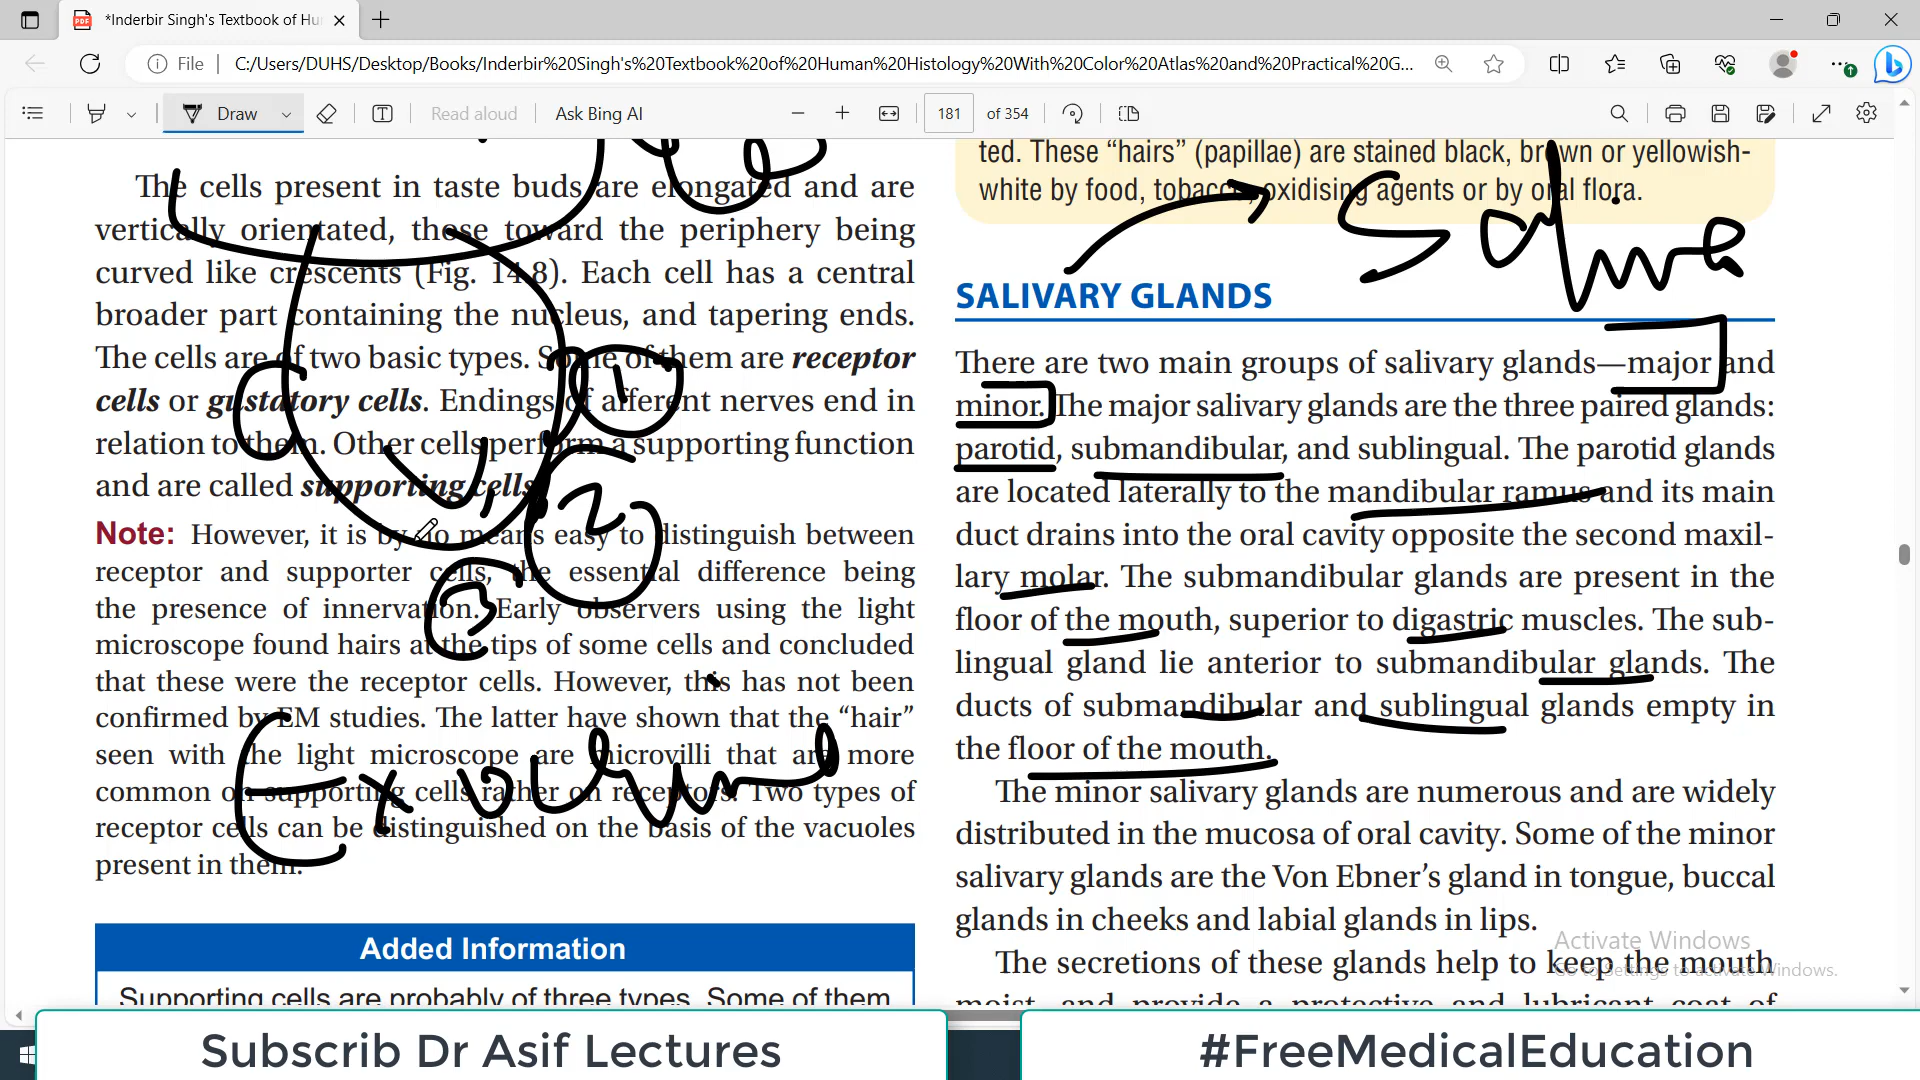 *Inderbir Singh's Textbook of Hu
File
C:/Users/DUHS/Desktop/Books/Inderbir%20Singh's%20Textbook%20of%20Human%20Histology%20With%20Color%20Atlas%20and%20Practical%20G...
Draw
Read aloud
Ask Bing AI
181 of 354
The cells present in taste buds are elongated and are
vertically orientated, those toward the periphery being
curved like crescents (Fig. 14.8). Each cell has a central
broader part containing the nucleus, and tapering ends.
The cells are of two basic types. Some of them are receptor
cells or gustatory cells. Endings of afferent nerves end in
relation to them. Other cells perform a supporting function
and are called supporting cells
Note: However, it is by no means easy to distinguish between
receptor and supporter cells, the essential difference being
the presence of innervation. Early observers using the light
microscope found hairs at the tips of some cells and concluded
that these were the receptor cells. However, this has not been
confirmed by EM studies. The latter have shown that the “hair”
seen with the light microscope are microvilli that are more
common on supporting cells rather on receptors. Two types of
receptor cells can be distinguished on the basis of the vacuoles
present in them.
1
2
3
Added Information
Supporting cells are probably of three types. Some of them
ted. These “hairs” (papillae) are stained black, brown or yellowish-
white by food, tobacco, oxidising agents or by oral flora.
SALIVARY GLANDS
There are two main groups of salivary glands—major and
minor. The major salivary glands are the three paired glands:
parotid, submandibular, and sublingual. The parotid glands
are located laterally to the mandibular ramus and its main
duct drains into the oral cavity opposite the second maxil-
lary molar. The submandibular glands are present in the
floor of the mouth, superior to digastric muscles. The sub-
lingual gland lie anterior to submandibular glands. The
ducts of submandibular and sublingual glands empty in
the floor of the mouth.
The minor salivary glands are numerous and are widely
distributed in the mucosa of oral cavity. Some of the minor
salivary glands are the Von Ebner’s gland in tongue, buccal
glands in cheeks and labial glands in lips.
The secretions of these glands help to keep the mouth
moist, and provide a protective and lubricant coat of
Activate Windows
Go to Settings to activate Windows.
Subscrib Dr Asif Lectures
#FreeMedicalEducation